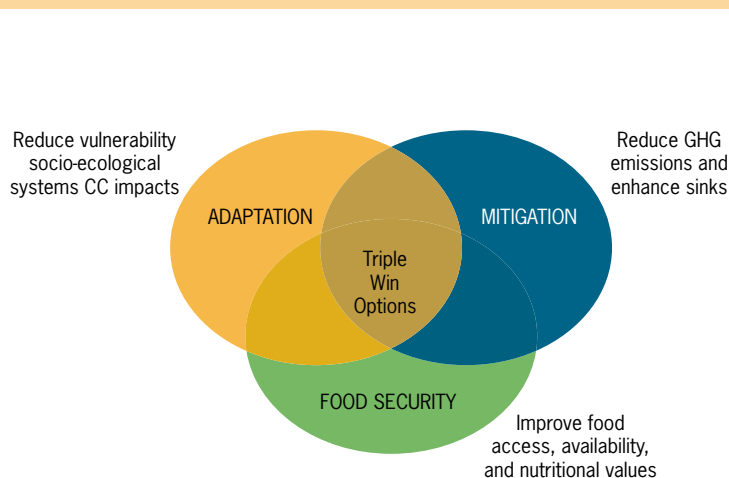 Reduce vulnerability
socio-ecological
systems CC impacts
Reduce GHG
emissions and
enhance sinks
ADAPTATION
MITIGATION
Triple
Win
Options
FOOD SECURITY
Improve food
access, availability,
and nutritional values